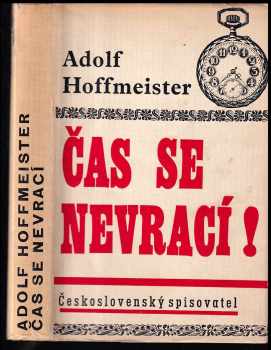 Adolf
Hoffmeister
ČAS SE
NEVRACÍ!
Československý spisovatel
ADOLF HOFFMEISTER
ČAS SE NEVRACÍ